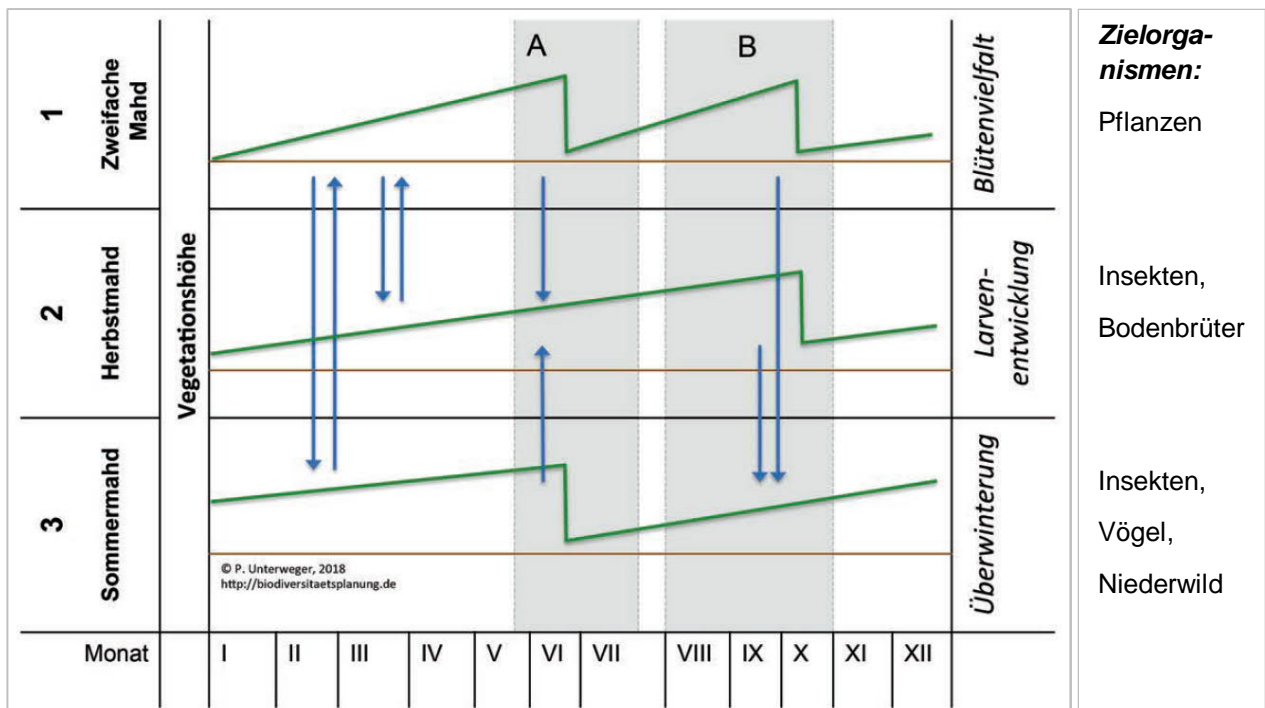 A
B
1
Zweifache
Mahd
Blütenvielfalt
Zielorga-
nismen:
Pflanzen
Vegetationshöhe
2
Herbstmahd
Larven-
entwicklung
Insekten,
Bodenbrüter
3
Sommermahd
Überwinterung
Insekten,
Vögel,
Niederwild
© P. Unterweger, 2018
http://biodiversitaetsplanung.de
Monat I II III IV V VI VII VIII IX X XI XII